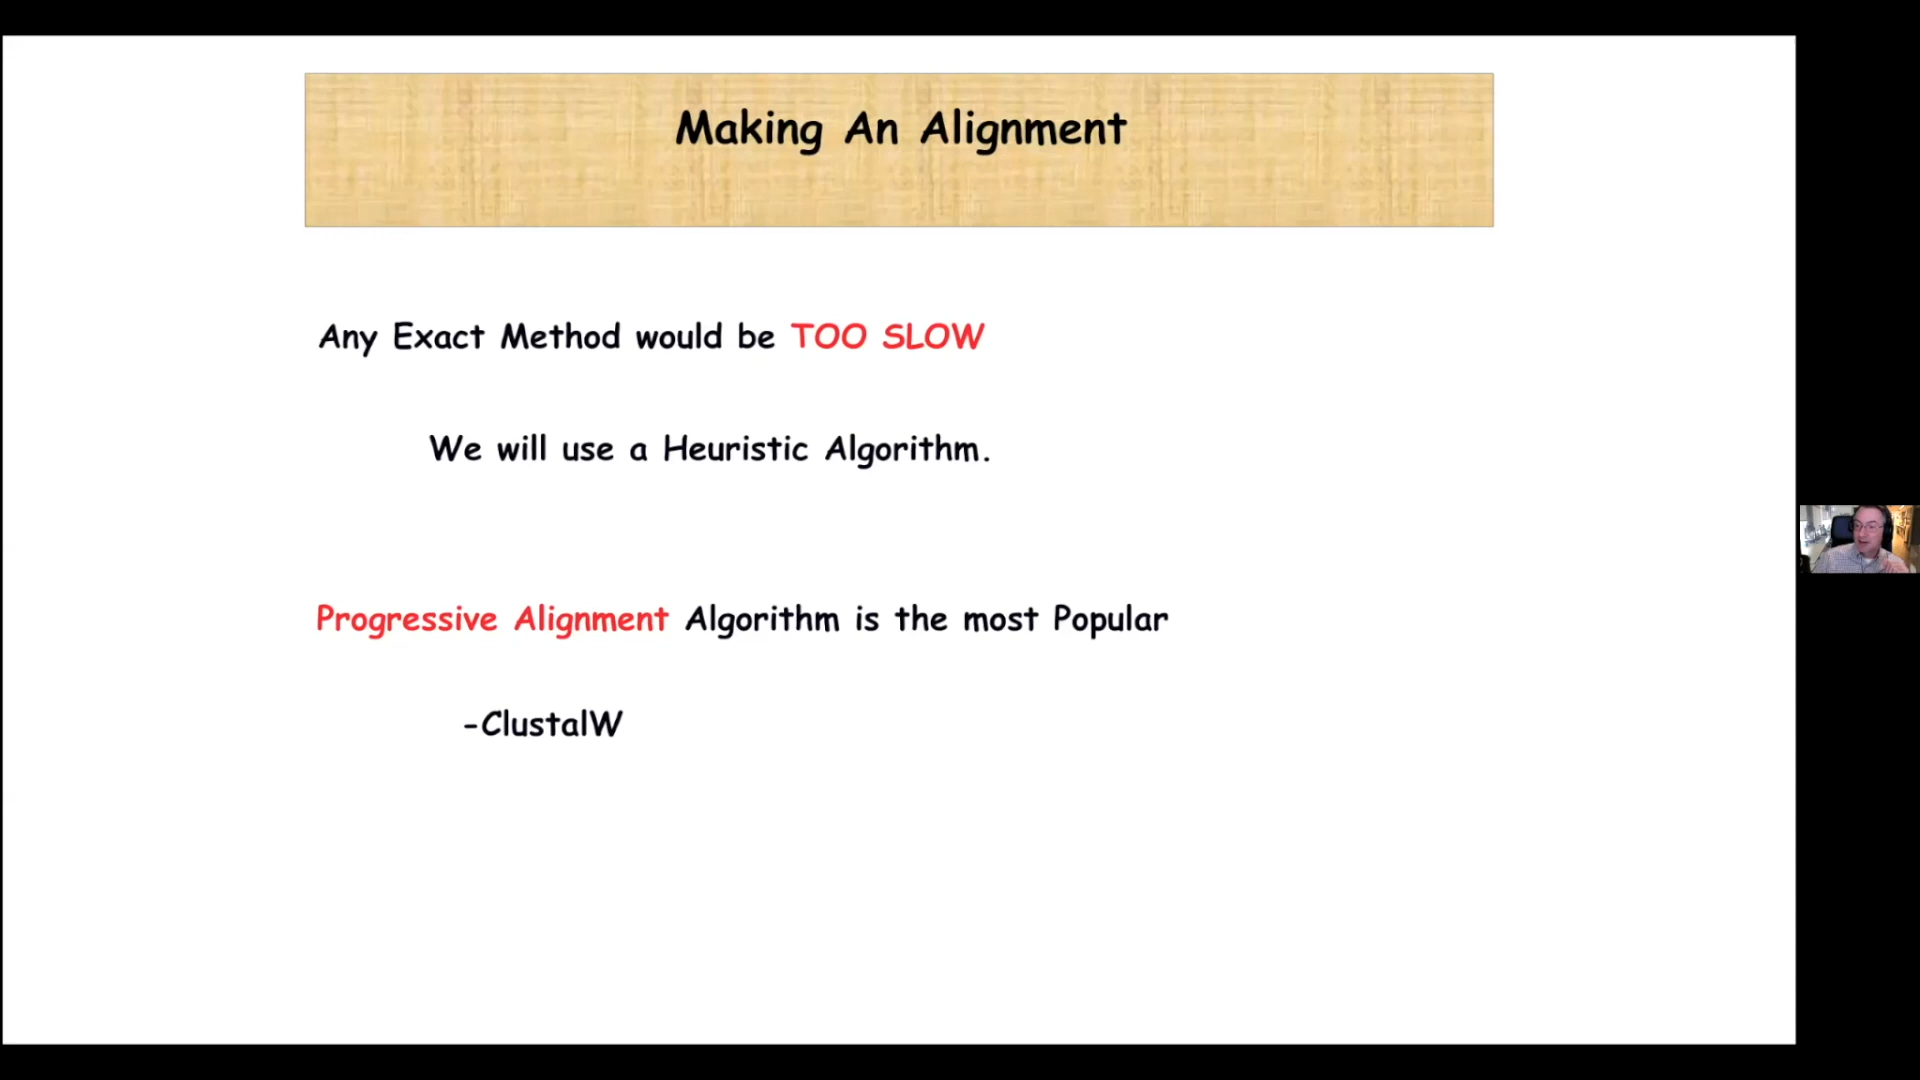 Making An Alignment
Any Exact Method would be TOO SLOW
We will use a Heuristic Algorithm.
Progressive Alignment Algorithm is the most Popular
-ClustalW